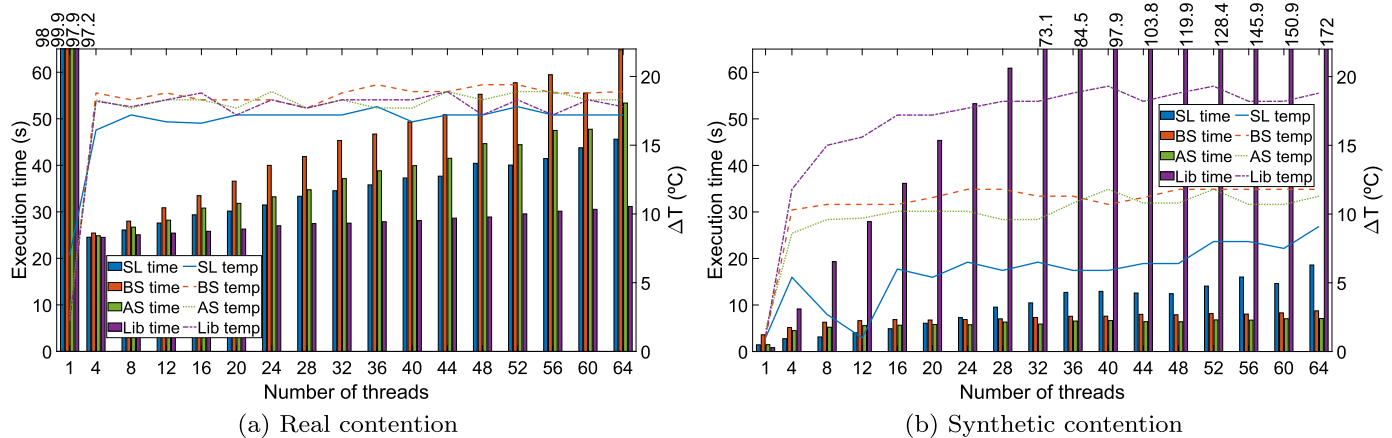 98
99.9
97.9
97.2
60
50
40
30
20
10
0
Execution time (s)
20
15
10
5
0
ΔT (ºC)
SL time SL temp
BS time BS temp
AS time AS temp
Lib time Lib temp
1 4 8 12 16 20 24 28 32 36 40 44 48 52 56 60 64
Number of threads
(a) Real contention
73.1
84.5
97.9
103.8
119.9
128.4
145.9
150.9
172
60
50
40
30
20
10
0
Execution time (s)
20
15
10
5
0
ΔT (ºC)
SL time SL temp
BS time BS temp
AS time AS temp
Lib time Lib temp
1 4 8 12 16 20 24 28 32 36 40 44 48 52 56 60 64
Number of threads
(b) Synthetic contention